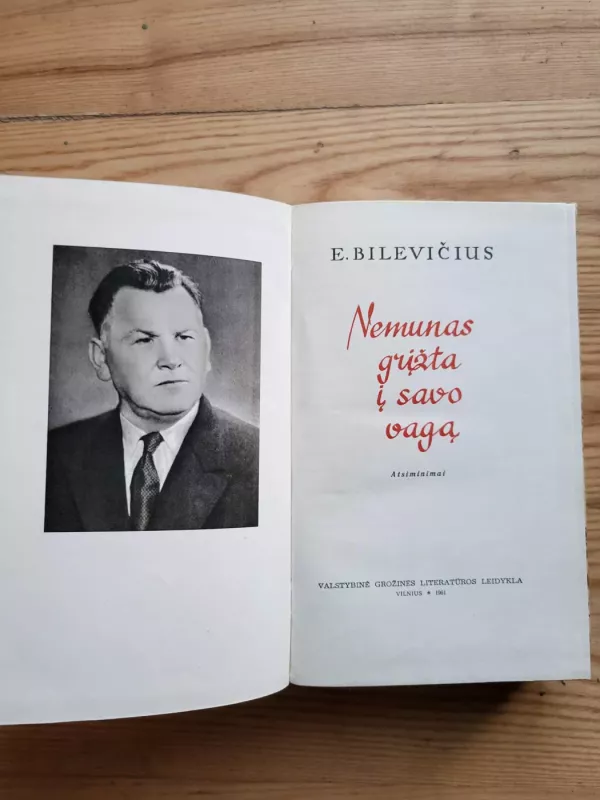 E. BILEVIČIUS
Nemunas
grįžta
į savo
vagą
Atsiminimai
VALSTYBINĖ GROŽINĖS LITERATŪROS LEIDYKLA
VILNIUS * 1961